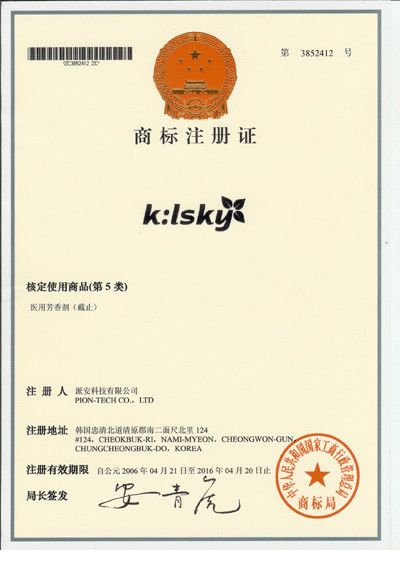 第 3852412 号
*ZC3852412 ZC*
商标注册证
k:lsky
核定使用商品(第 5 类)
医用芳香剂（截止）
注 册 人 派安科技有限公司
PION-TECH CO., LTD
注册地址 韩国忠清北道清原郡南二面尺北里 124
#124, CHEOKBUK-RI, NAMI-MYEON, CHEONGWON-GUN,
CHUNGCHEONGBUK-DO, KOREA
注册有效期限 自公元 2006 年 04 月 21 日至 2016 年 04 月 20 日止
局长签发 安青虎
中华人民共和国国家工商行政管理总局
商标局